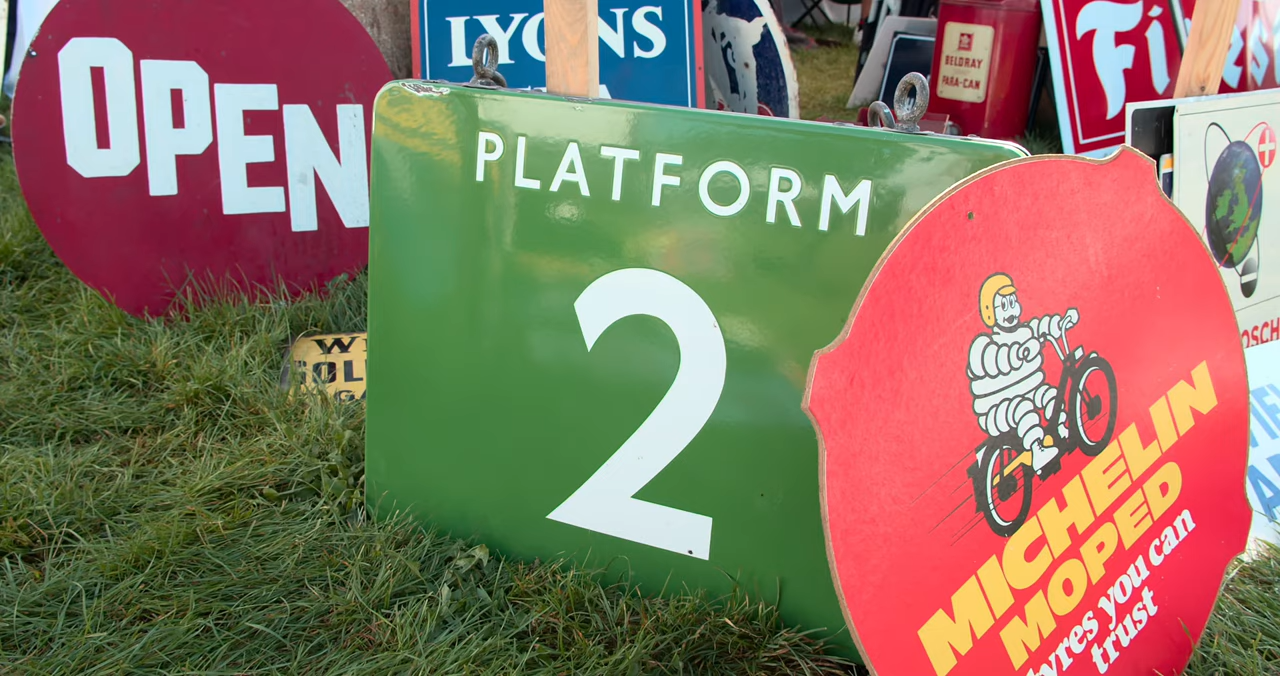 OPEN
LYONS
PLATFORM
2
BELDRAY
PARA-CAN
MICHELIN
MOPED
tyres you can
trust